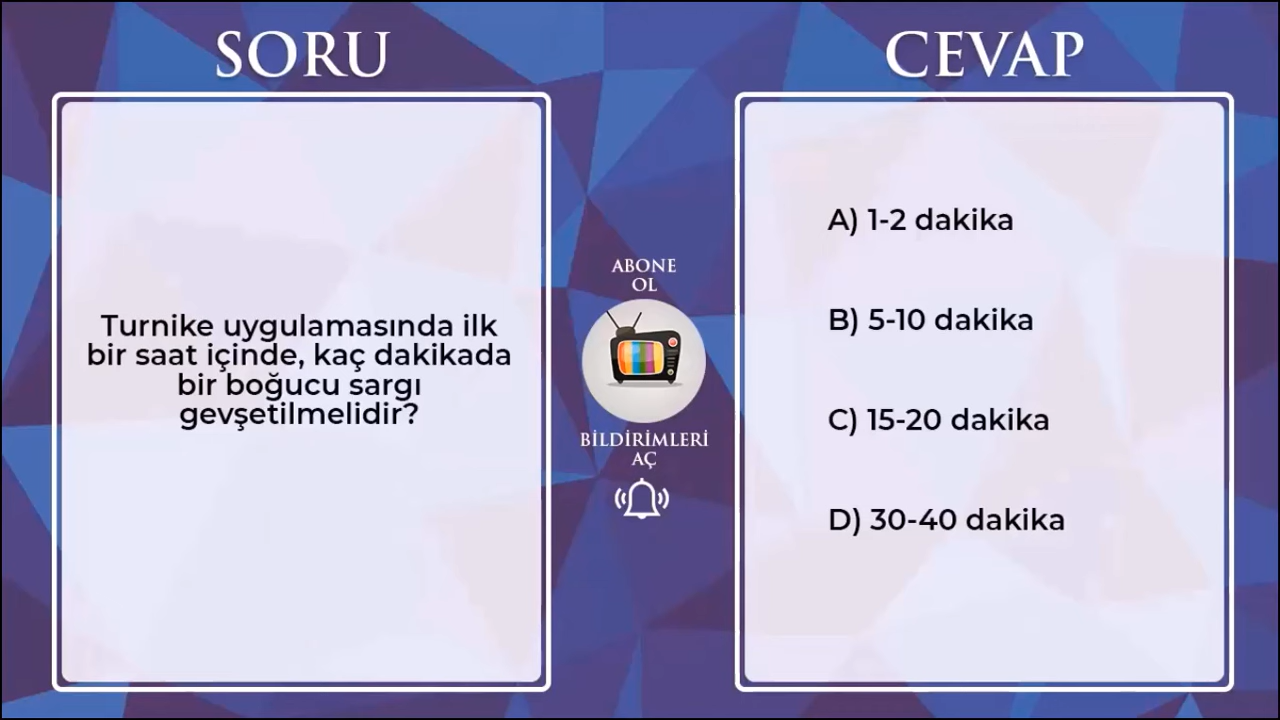 SORU
Turnike uygulamasında ilk
bir saat içinde, kaç dakikada
bir boğucu sargı
gevşetilmelidir?
ABONE
OL
BİLDİRİMLERİ
AÇ
CEVAP
A) 1-2 dakika
B) 5-10 dakika
C) 15-20 dakika
D) 30-40 dakika